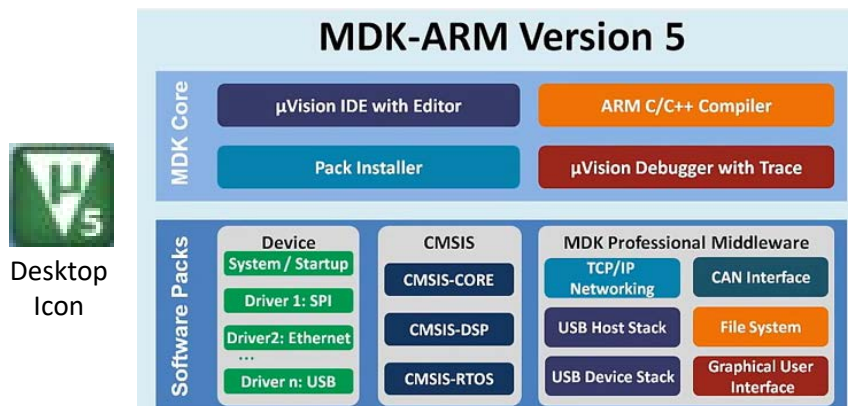 MDK-ARM Version 5
MDK Core
µVision IDE with Editor
ARM C/C++ Compiler
Pack Installer
µVision Debugger with Trace
µ5
Desktop
Icon
Software Packs
Device
System / Startup
Driver 1: SPI
Driver2: Ethernet
...
Driver n: USB
CMSIS
CMSIS-CORE
CMSIS-DSP
CMSIS-RTOS
MDK Professional Middleware
TCP/IP
Networking
CAN Interface
USB Host Stack
File System
USB Device Stack
Graphical User
Interface